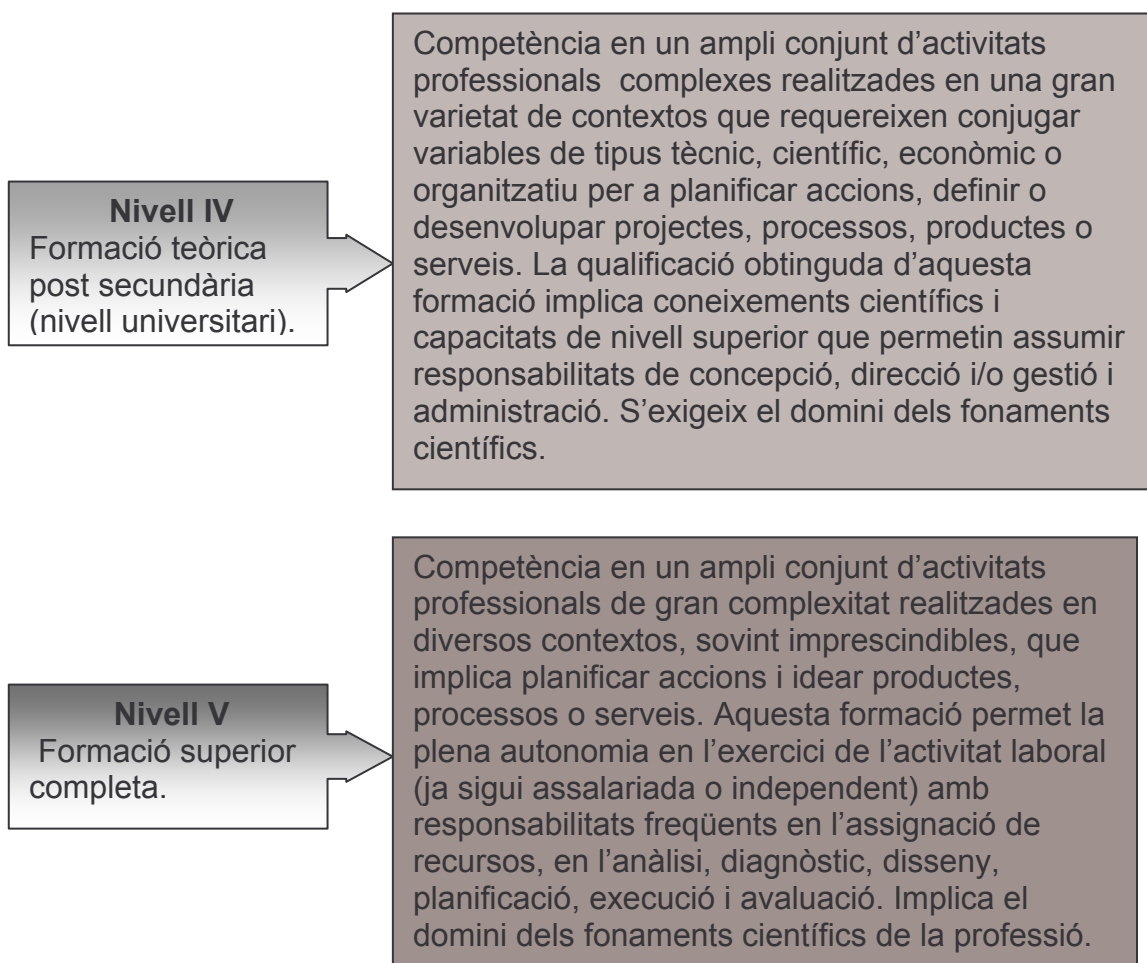 Nivell IV
Formació teòrica
post secundària
(nivell universitari).
Competència en un ampli conjunt d’activitats
professionals  complexes realitzades en una gran
varietat de contextos que requereixen conjugar
variables de tipus tècnic, científic, econòmic o
organitzatiu per a planificar accions, definir o
desenvolupar projectes, processos, productes o
serveis. La qualificació obtinguda d’aquesta
formació implica coneixements científics i
capacitats de nivell superior que permetin assumir
responsabilitats de concepció, direcció i/o gestió i
administració. S’exigeix el domini dels fonaments
científics.
Nivell V
Formació superior
completa.
Competència en un ampli conjunt d’activitats
professionals de gran complexitat realitzades en
diversos contextos, sovint imprescindibles, que
implica planificar accions i idear productes,
processos o serveis. Aquesta formació permet la
plena autonomia en l’exercici de l’activitat laboral
(ja sigui assalariada o independent) amb
responsabilitats freqüents en l’assignació de
recursos, en l’anàlisi, diagnòstic, disseny,
planificació, execució i avaluació. Implica el
domini dels fonaments científics de la professió.